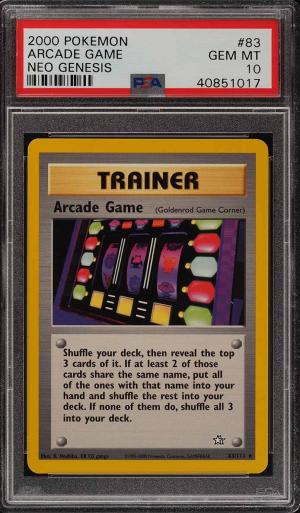 2000 POKEMON #83
ARCADE GAME GEM MT
NEO GENESIS 10
PSA 40851017
TRAINER
Arcade Game (Goldenrod Game Corner)
Shuffle your deck, then reveal the top
3 cards of it. If at least 2 of those
cards share the same name, put all
of the ones with that name into your
hand and shuffle the rest into your
deck. If none of them do, shuffle all 3
into your deck.
83/111 ★